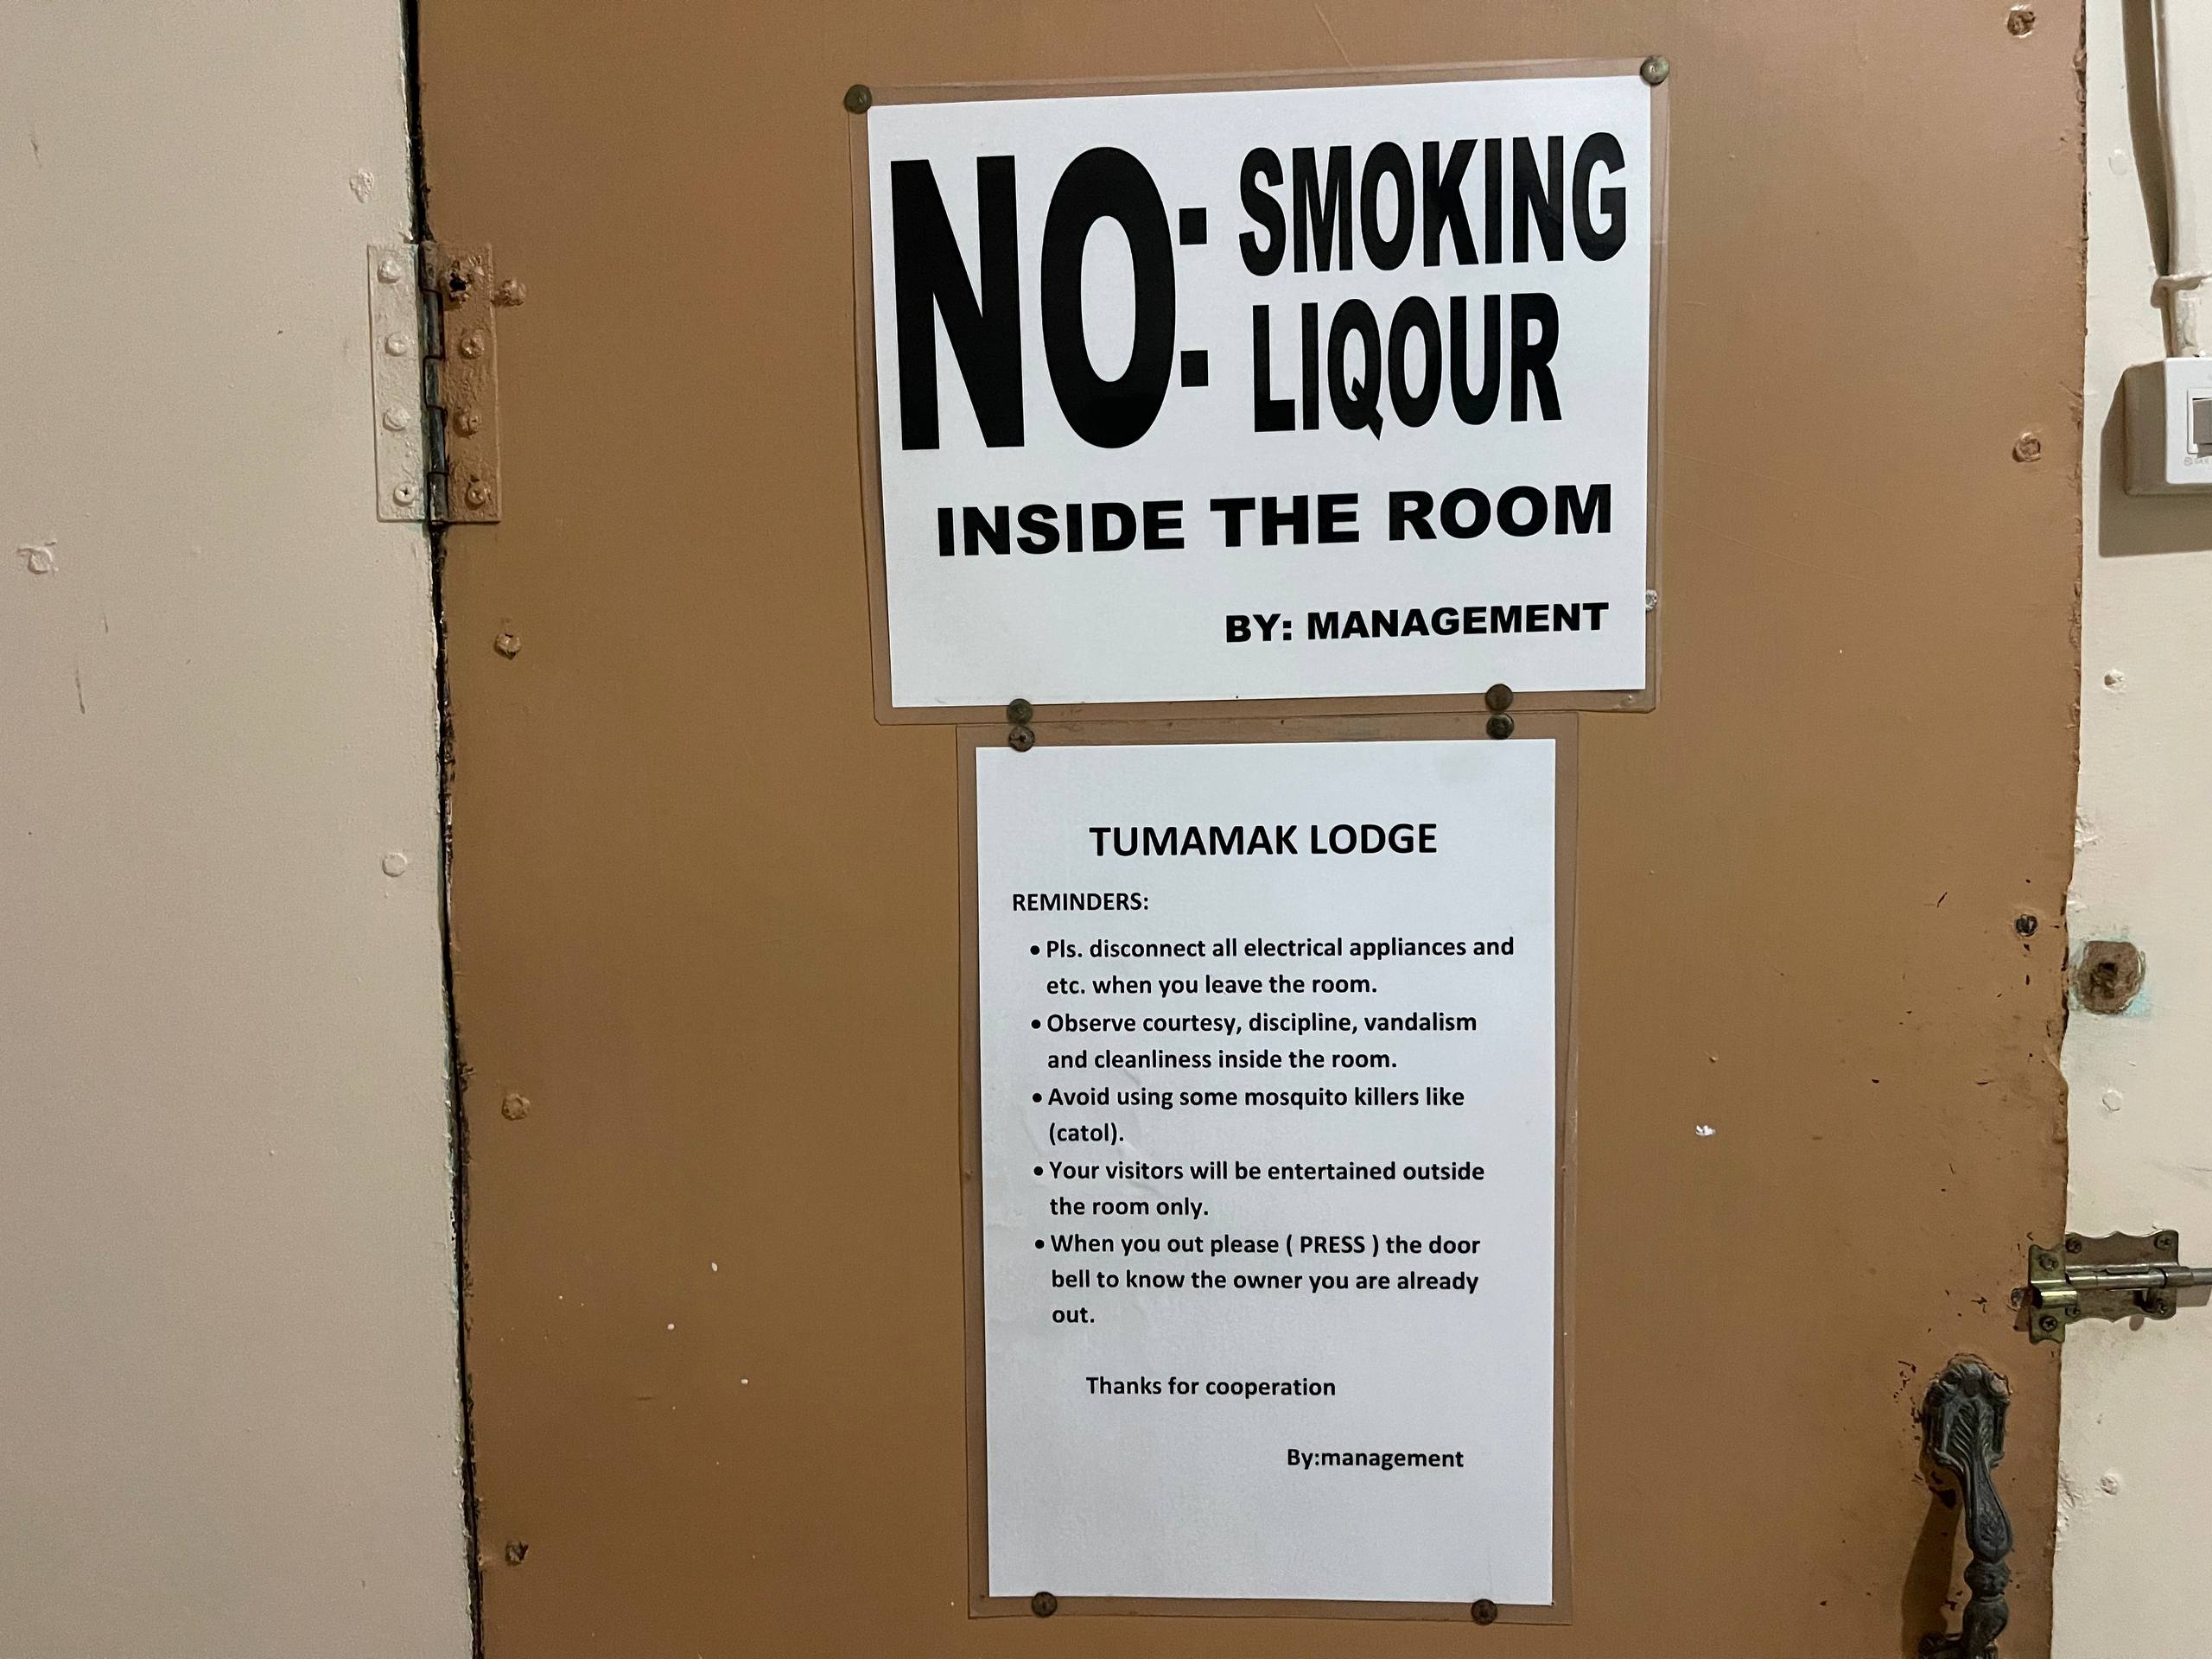 NO: SMOKING
LIQOUR
INSIDE THE ROOM
BY: MANAGEMENT
TUMAMAK LODGE
REMINDERS:
• Pls. disconnect all electrical appliances and
etc. when you leave the room.
• Observe courtesy, discipline, vandalism
and cleanliness inside the room.
• Avoid using some mosquito killers like
(catol).
• Your visitors will be entertained outside
the room only.
• When you out please ( PRESS ) the door
bell to know the owner you are already
out.
Thanks for cooperation
By:management